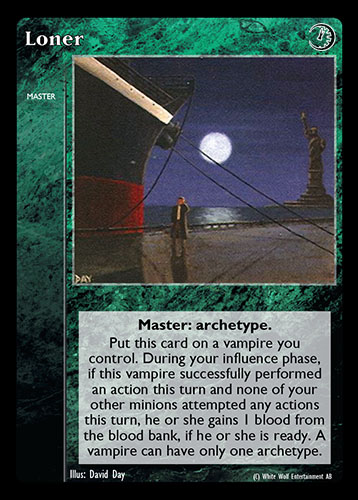 Loner
MASTER
DAY
Master: archetype.
Put this card on a vampire you
control. During your influence phase,
if this vampire successfully performed
an action this turn and none of your
other minions attempted any actions
this turn, he or she gains 1 blood from
the blood bank, if he or she is ready. A
vampire can have only one archetype.
Illus: David Day
(C) White Wolf Entertainment AB